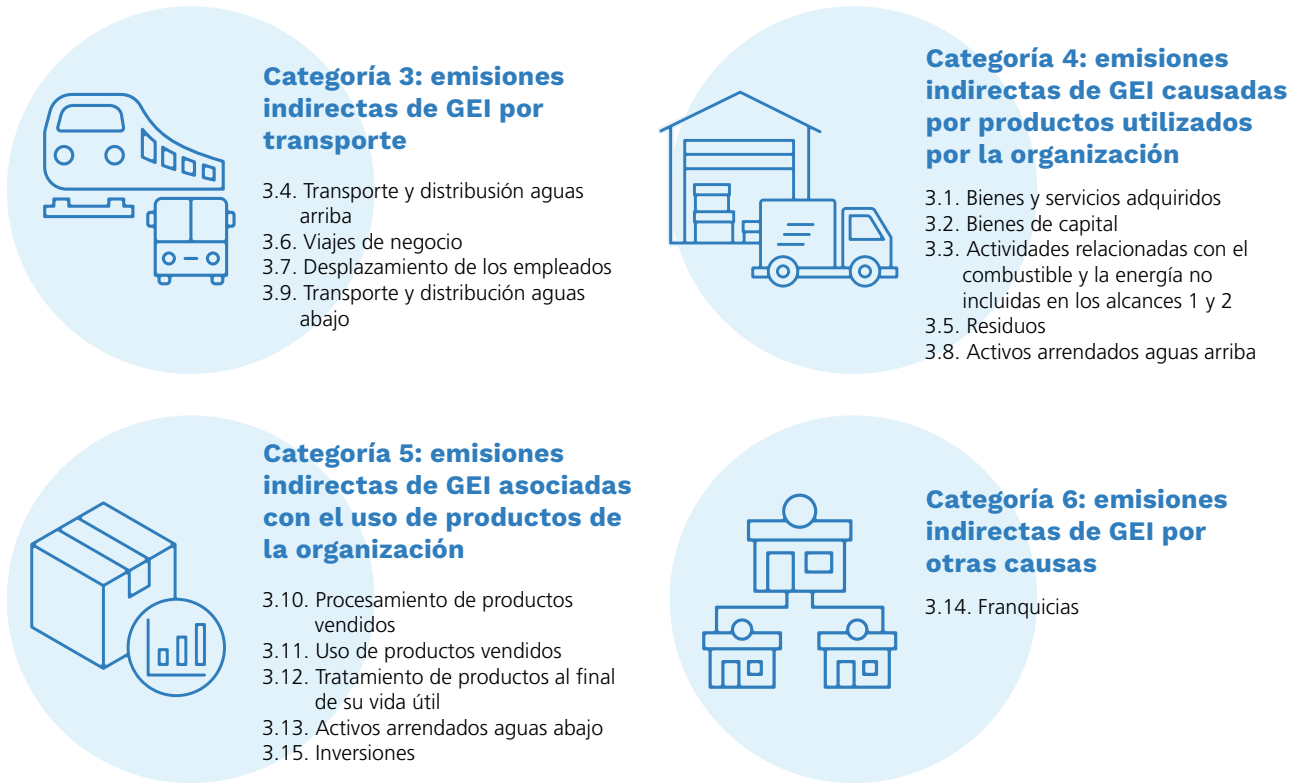 Categoría 3: emisiones
indirectas de GEI por
transporte
3.4. Transporte y distribusión aguas
arriba
3.6. Viajes de negocio
3.7. Desplazamiento de los empleados
3.9. Transporte y distribución aguas
abajo
Categoría 4: emisiones
indirectas de GEI causadas
por productos utilizados
por la organización
3.1. Bienes y servicios adquiridos
3.2. Bienes de capital
3.3. Actividades relacionadas con el
combustible y la energía no
incluidas en los alcances 1 y 2
3.5. Residuos
3.8. Activos arrendados aguas arriba
Categoría 5: emisiones
indirectas de GEI asociadas
con el uso de productos de
la organización
3.10. Procesamiento de productos
vendidos
3.11. Uso de productos vendidos
3.12. Tratamiento de productos al final
de su vida útil
3.13. Activos arrendados aguas abajo
3.15. Inversiones
Categoría 6: emisiones
indirectas de GEI por
otras causas
3.14. Franquicias